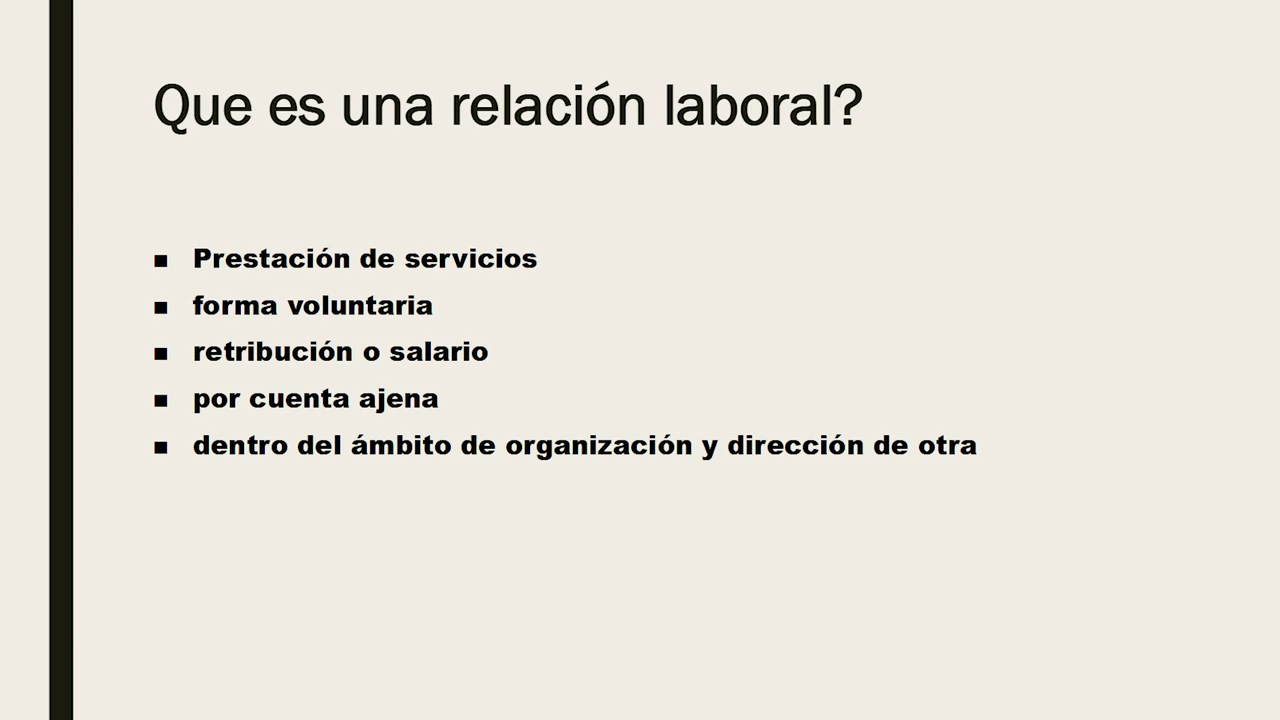 Que es una relación laboral?
▪ Prestación de servicios
▪ forma voluntaria
▪ retribución o salario
▪ por cuenta ajena
▪ dentro del ámbito de organización y dirección de otra